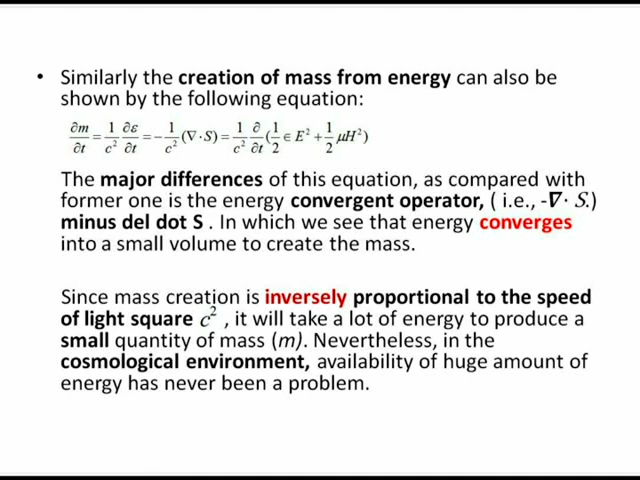 • Similarly the creation of mass from energy can also be
shown by the following equation:
∂m/∂t = 1/c² ∂ε/∂t = −1/c² (∇·S) = 1/c² ∂/∂t (1/2 ∈ E² + 1/2 μH²)
The major differences of this equation, as compared with
former one is the energy convergent operator, ( i.e., -∇· S.)
minus del dot S . In which we see that energy converges
into a small volume to create the mass.
Since mass creation is inversely proportional to the speed
of light square c² , it will take a lot of energy to produce a
small quantity of mass (m). Nevertheless, in the
cosmological environment, availability of huge amount of
energy has never been a problem.